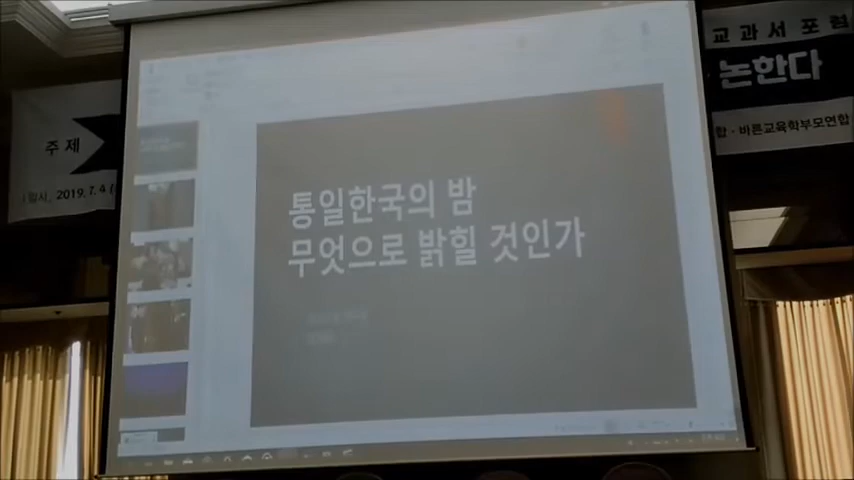 교과서 포럼
논한다
합·바른교육학부모연합
주 제
일시. 2019. 7. 4
통일한국의 밤
무엇으로 밝힐 것인가